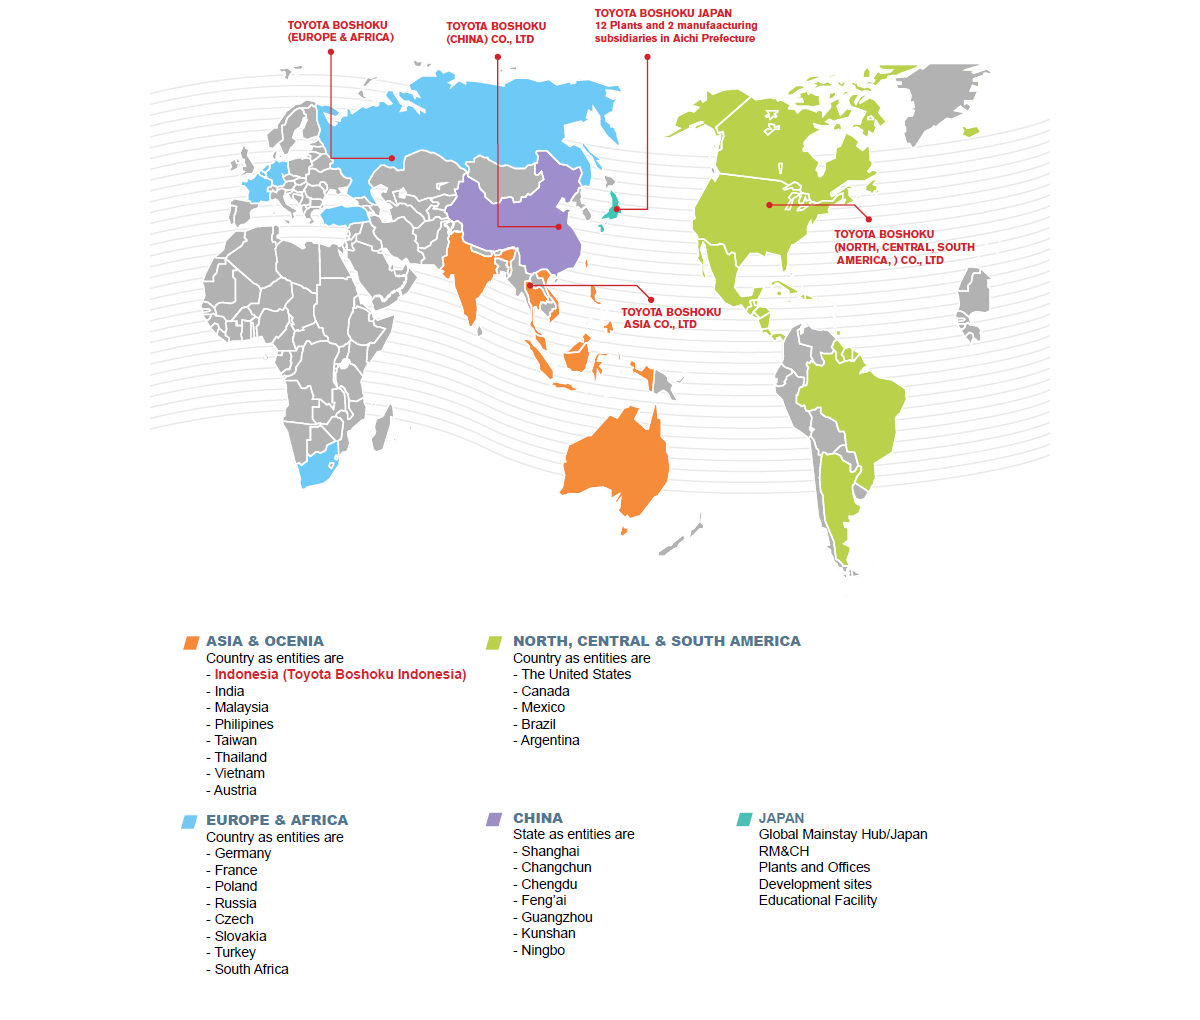 TOYOTA BOSHOKU
(EUROPE & AFRICA)
TOYOTA BOSHOKU
(CHINA) CO., LTD
TOYOTA BOSHOKU JAPAN
12 Plants and 2 manufaacturing
subsidiaries in Aichi Prefecture
TOYOTA BOSHOKU
(NORTH, CENTRAL, SOUTH
AMERICA, ) CO., LTD
TOYOTA BOSHOKU
ASIA CO., LTD
ASIA & OCENIA
Country as entities are
- Indonesia (Toyota Boshoku Indonesia)
- India
- Malaysia
- Philipines
- Taiwan
- Thailand
- Vietnam
- Austria
NORTH, CENTRAL & SOUTH AMERICA
Country as entities are
- The United States
- Canada
- Mexico
- Brazil
- Argentina
EUROPE & AFRICA
Country as entities are
- Germany
- France
- Poland
- Russia
- Czech
- Slovakia
- Turkey
- South Africa
CHINA
State as entities are
- Shanghai
- Changchun
- Chengdu
- Feng'ai
- Guangzhou
- Kunshan
- Ningbo
JAPAN
Global Mainstay Hub/Japan
RM&CH
Plants and Offices
Development sites
Educational Facility